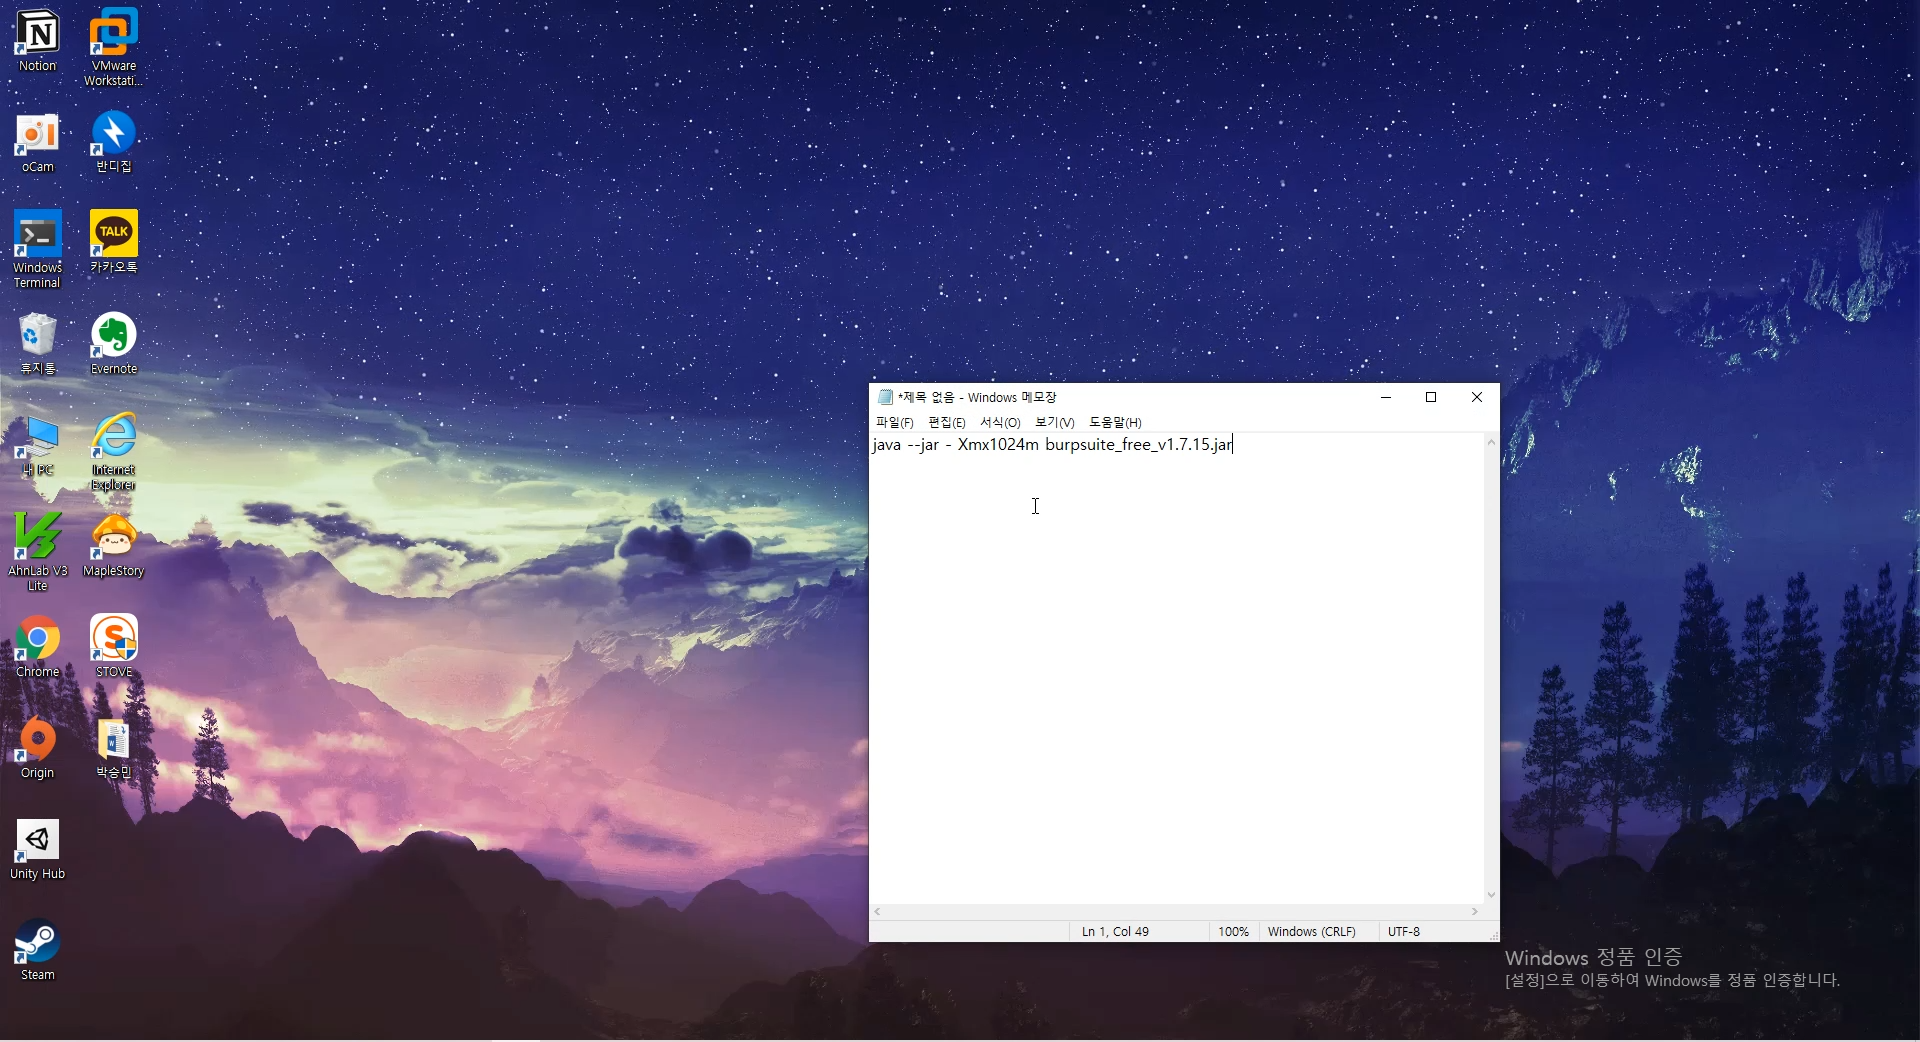 Notion
VMware
Workstati...
oCam
반디집
TALK
Windows
Terminal
카카오톡
휴지통
Evernote
내 PC
Internet
Explorer
AhnLab V3
Lite
MapleStory
Chrome
STOVE
Origin
박승민
Unity Hub
Steam
*제목 없음 - Windows 메모장
파일(F) 편집(E) 서식(O) 보기(V) 도움말(H)
java --jar - Xmx1024m burpsuite_free_v1.7.15.jar
Ln 1, Col 49 100% Windows (CRLF) UTF-8
Windows 정품 인증
[설정]으로 이동하여 Windows를 정품 인증합니다.